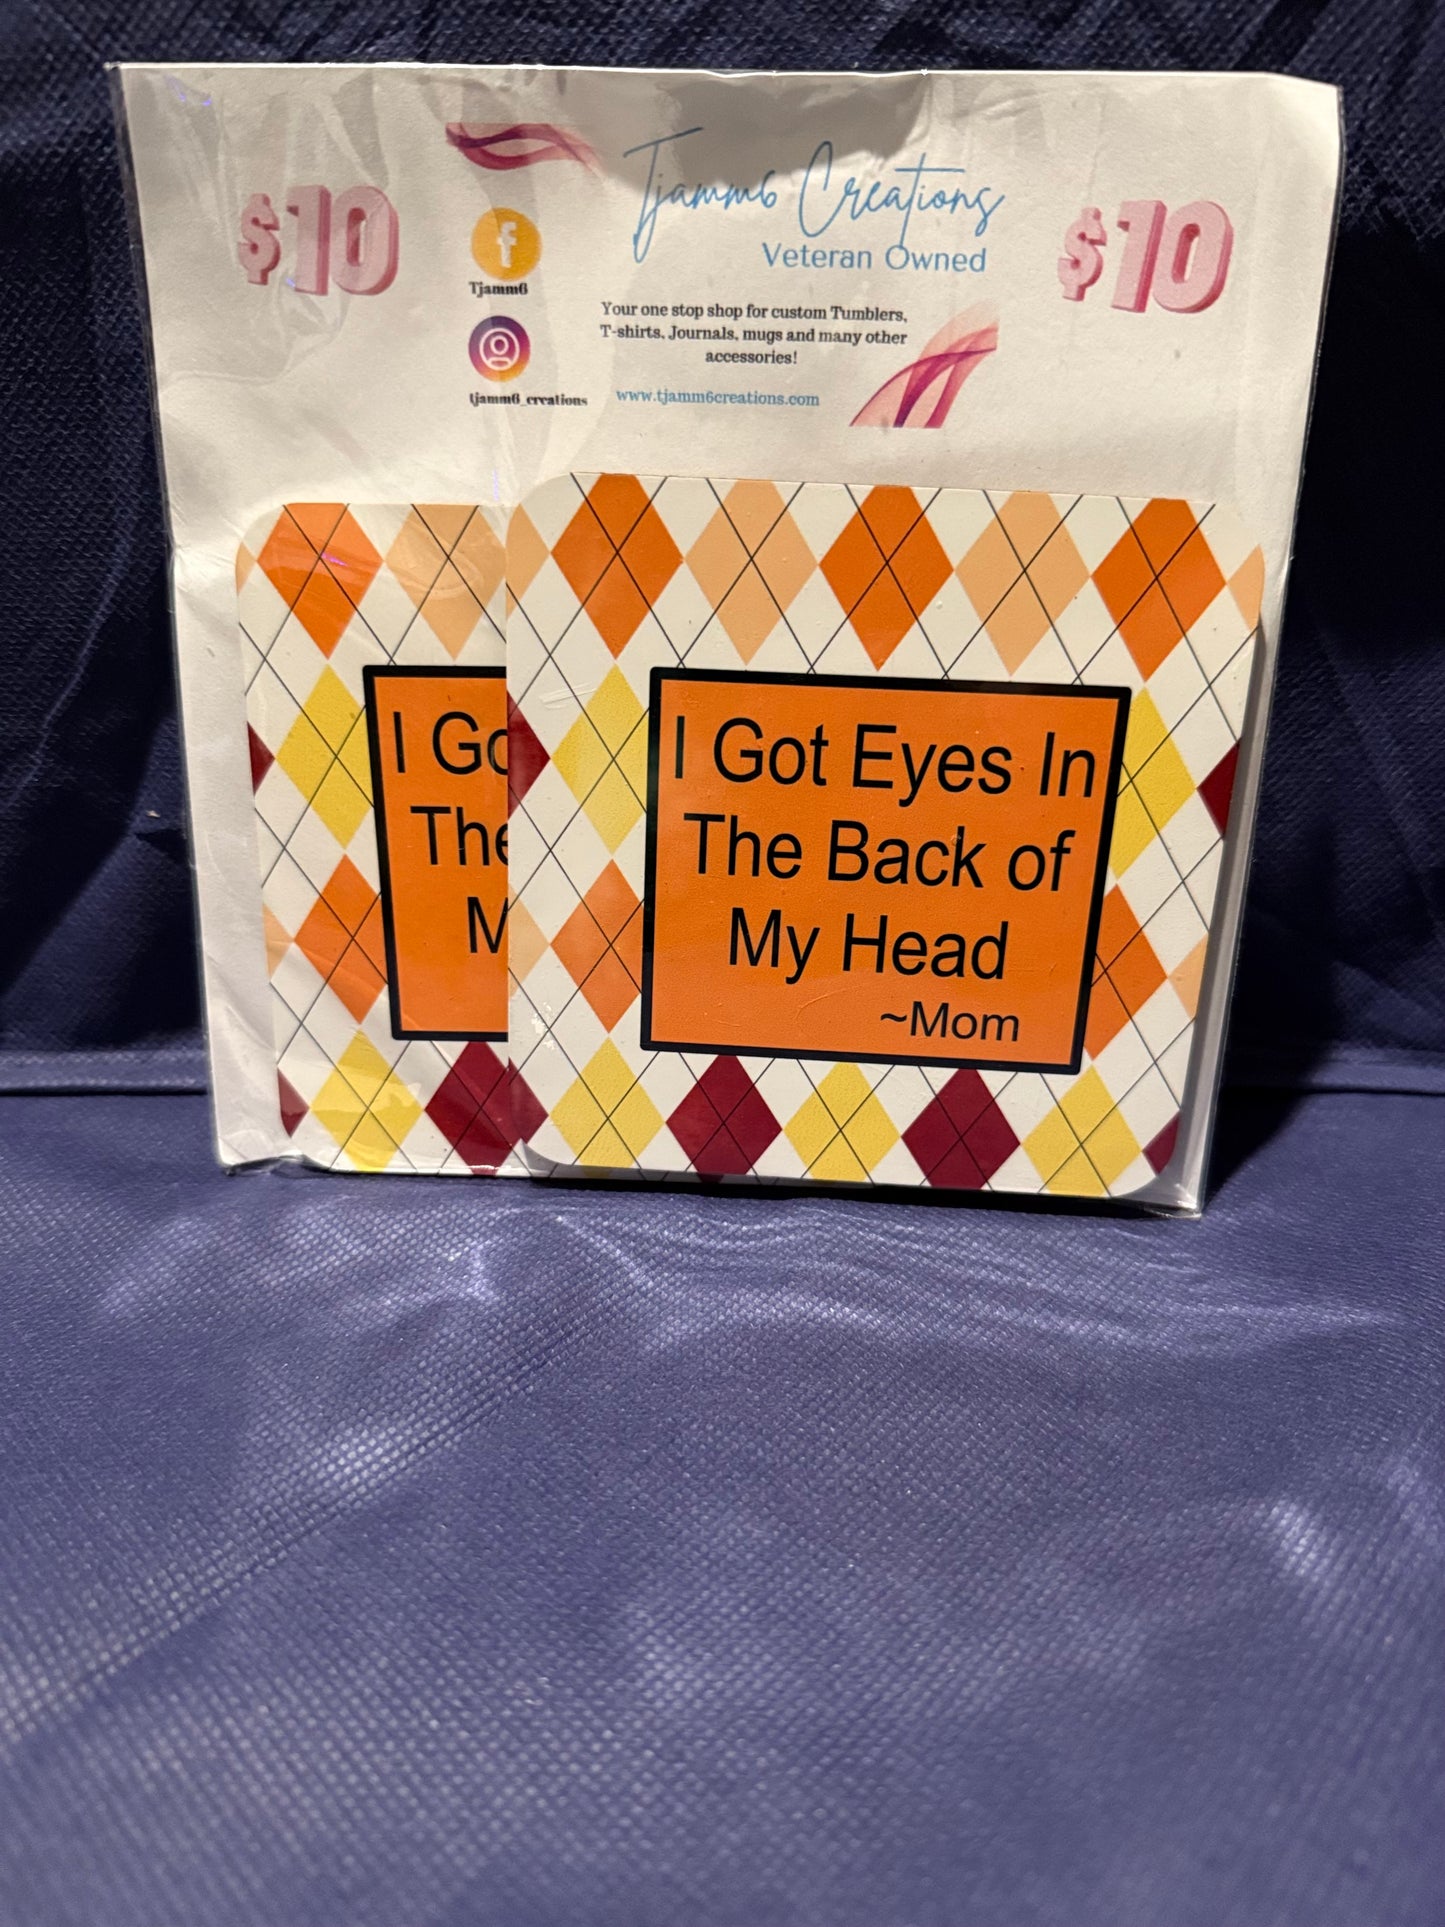 $10
Tjamm6 Creations
Veteran Owned
$10
Tjamm6
Your one stop shop for custom Tumblers,
T-shirts, Journals, mugs and many other
accessories!
tjamm6_creations
www.tjamm6creations.com
I Go
The
M
I Got Eyes In
The Back of
My Head
~Mom